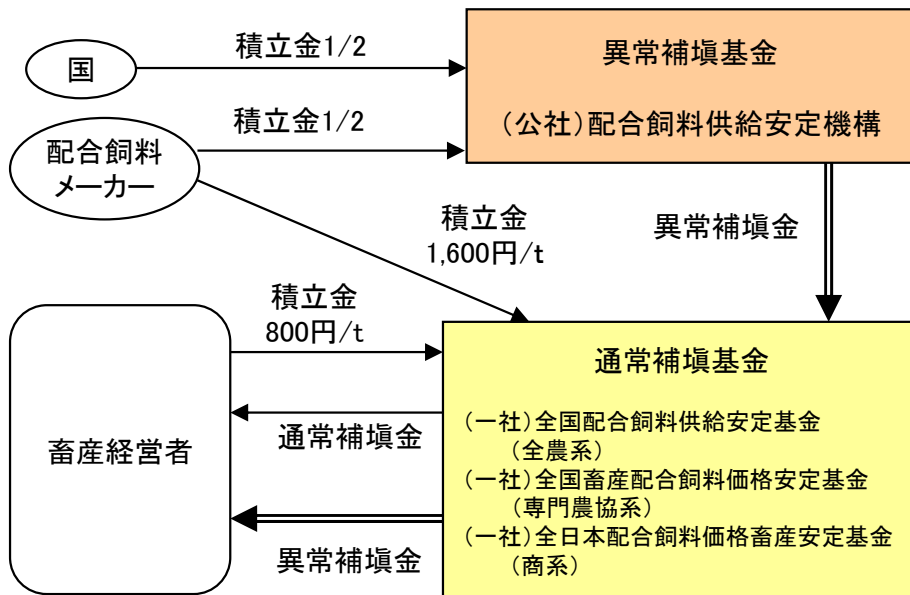 国
積立金1/2
異常補塡基金
(公社)配合飼料供給安定機構
積立金1/2
配合飼料
メーカー
積立金
1,600円/t
異常補塡金
積立金
800円/t
畜産経営者
通常補塡金
異常補塡金
通常補塡基金
(一社)全国配合飼料供給安定基金
(全農系)
(一社)全国畜産配合飼料価格安定基金
(専門農協系)
(一社)全日本配合飼料価格畜産安定基金
(商系)